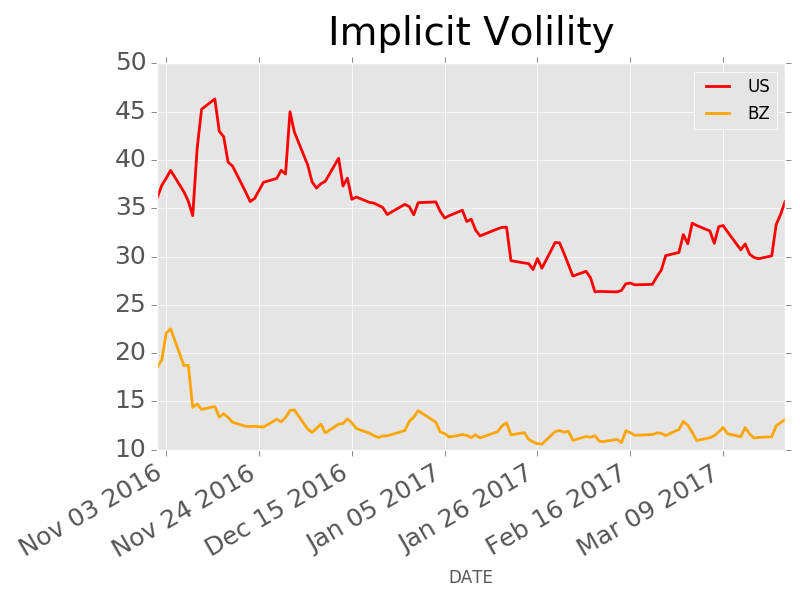 Implicit Volility
50
45
40
35
30
25
20
15
10
US
BZ
Nov 03 2016
Nov 24 2016
Dec 15 2016
Jan 05 2017
Jan 26 2017
Feb 16 2017
Mar 09 2017
DATE